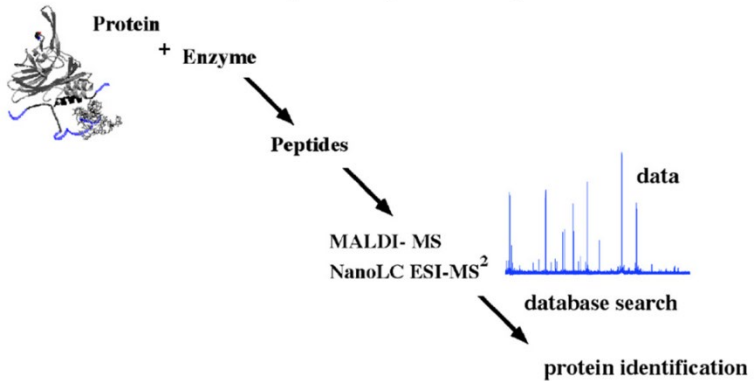 Protein
+
Enzyme
Peptides
MALDI- MS
NanoLC ESI-MS²
data
database search
protein identification